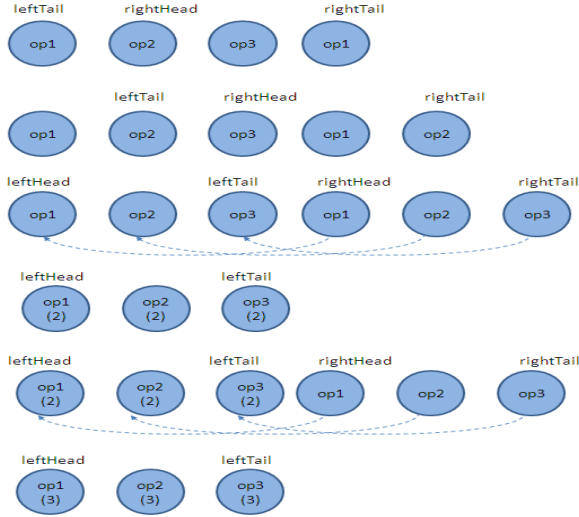 leftTail rightHead rightTail
op1 op2 op3 op1
leftTail rightHead rightTail
op1 op2 op3 op1 op2
leftHead leftTail rightHead rightTail
op1 op2 op3 op1 op2 op3
leftHead leftTail
op1 op2 op3
(2) (2) (2)
leftHead leftTail rightHead rightTail
op1 op2 op3 op1 op2 op3
(2) (2) (2)
leftHead leftTail
op1 op2 op3
(3) (3) (3)